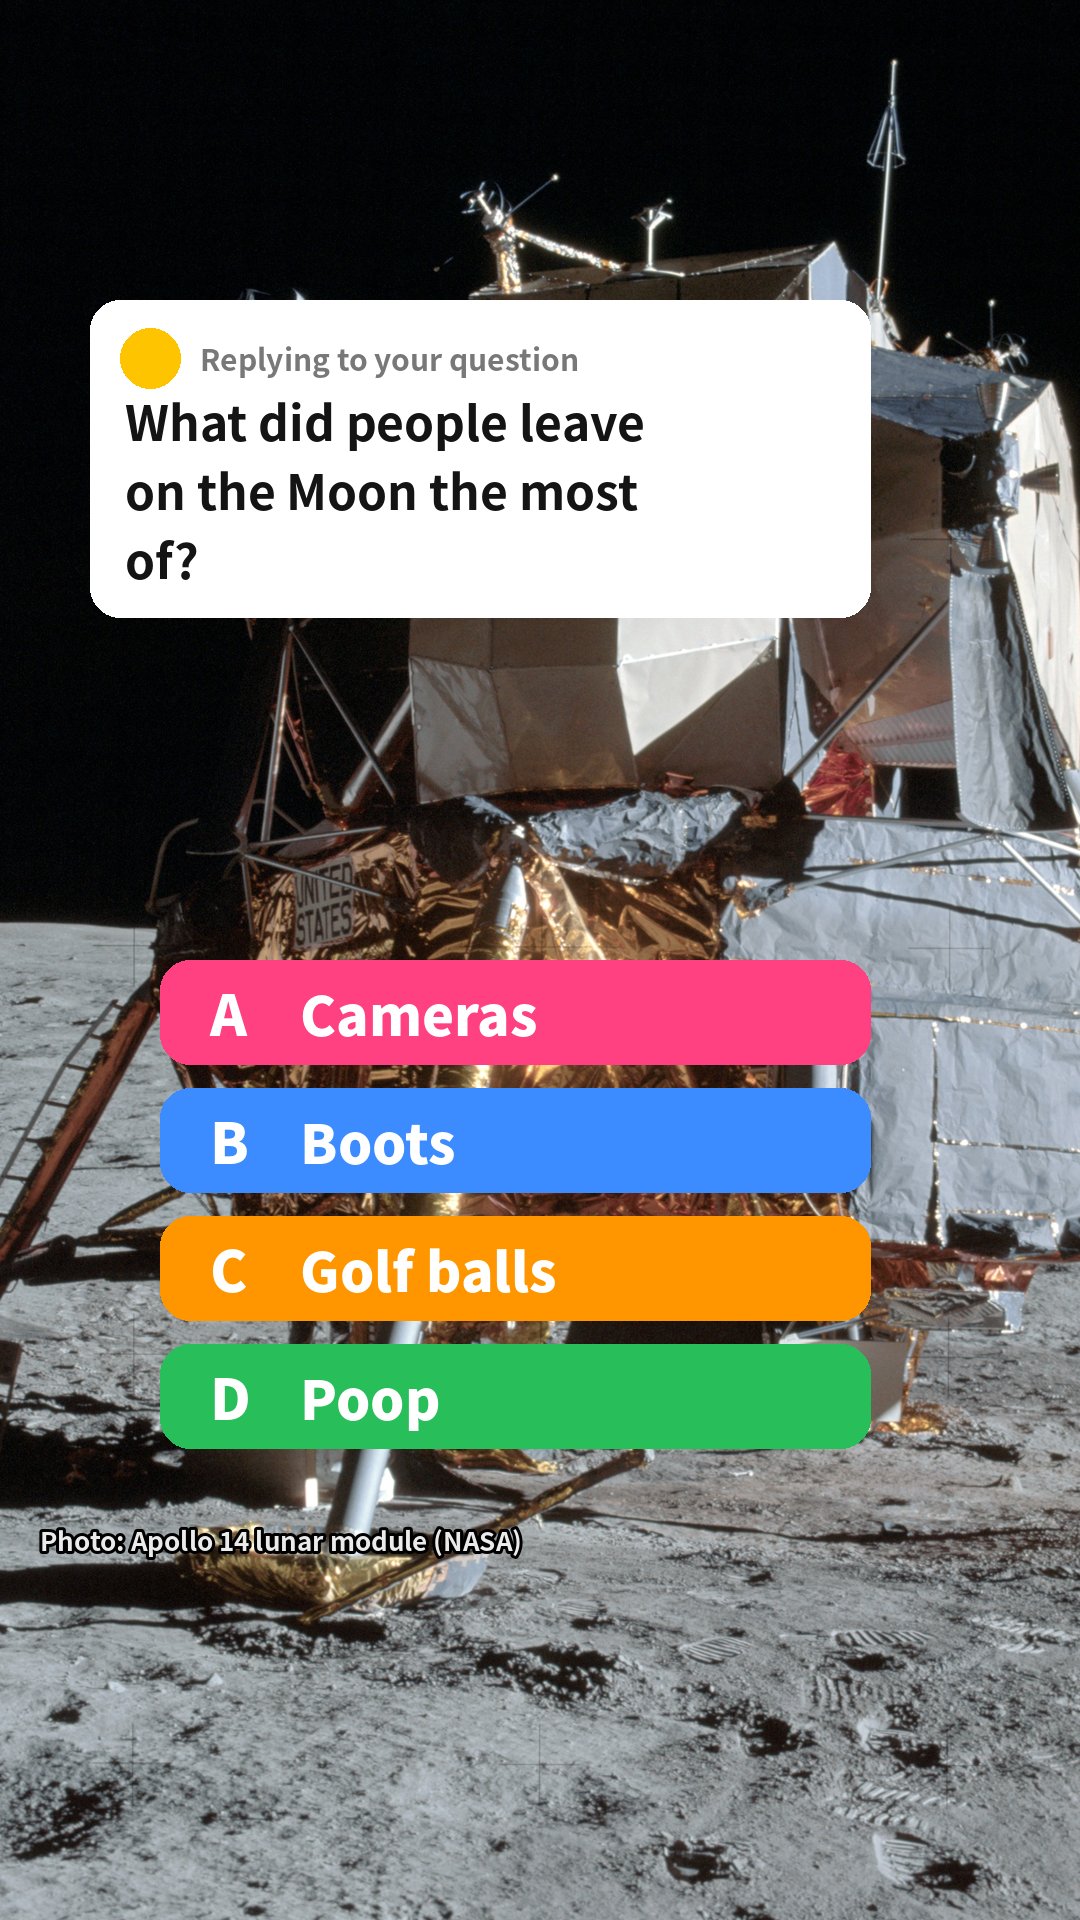 Replying to your question
What did people leave
on the Moon the most
of?
UNITED
STATES
A Cameras
B Boots
C Golf balls
D Poop
Photo: Apollo 14 lunar module (NASA)